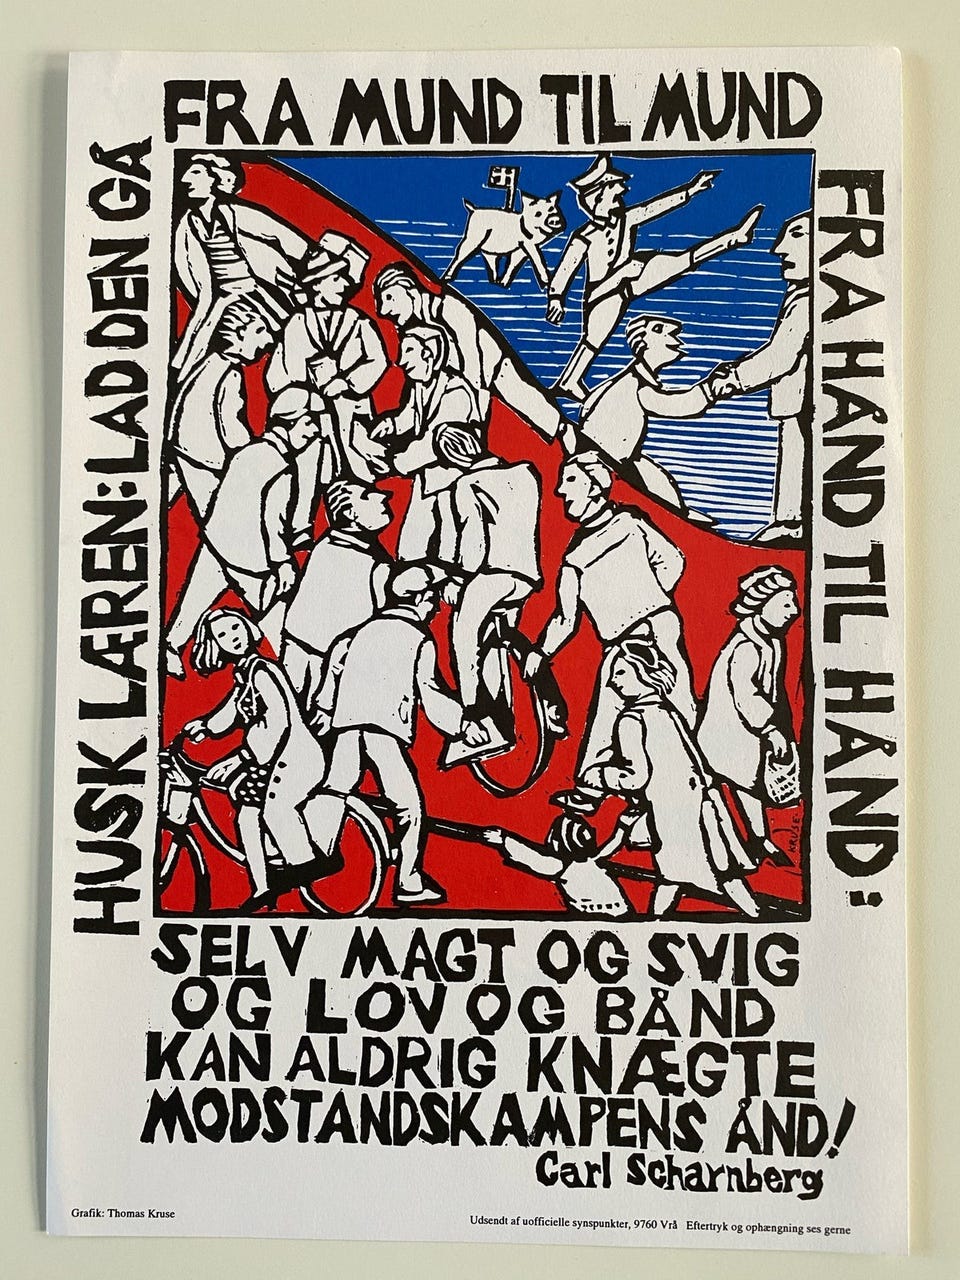 HUSK LÆREN: LAD DEN GÅ
FRA MUND TIL MUND
FRA HÅND TIL HÅND:
SELV MAGT OG SVIG
OG LOV OG BÅND
KAN ALDRIG KNÆGTE
MODSTANDSKAMPENS ÅND!
Carl Scharnberg
KRUSE
Grafik: Thomas Kruse
Udsendt af uofficielle synspunkter, 9760 Vrå Eftertryk og ophængning ses gerne